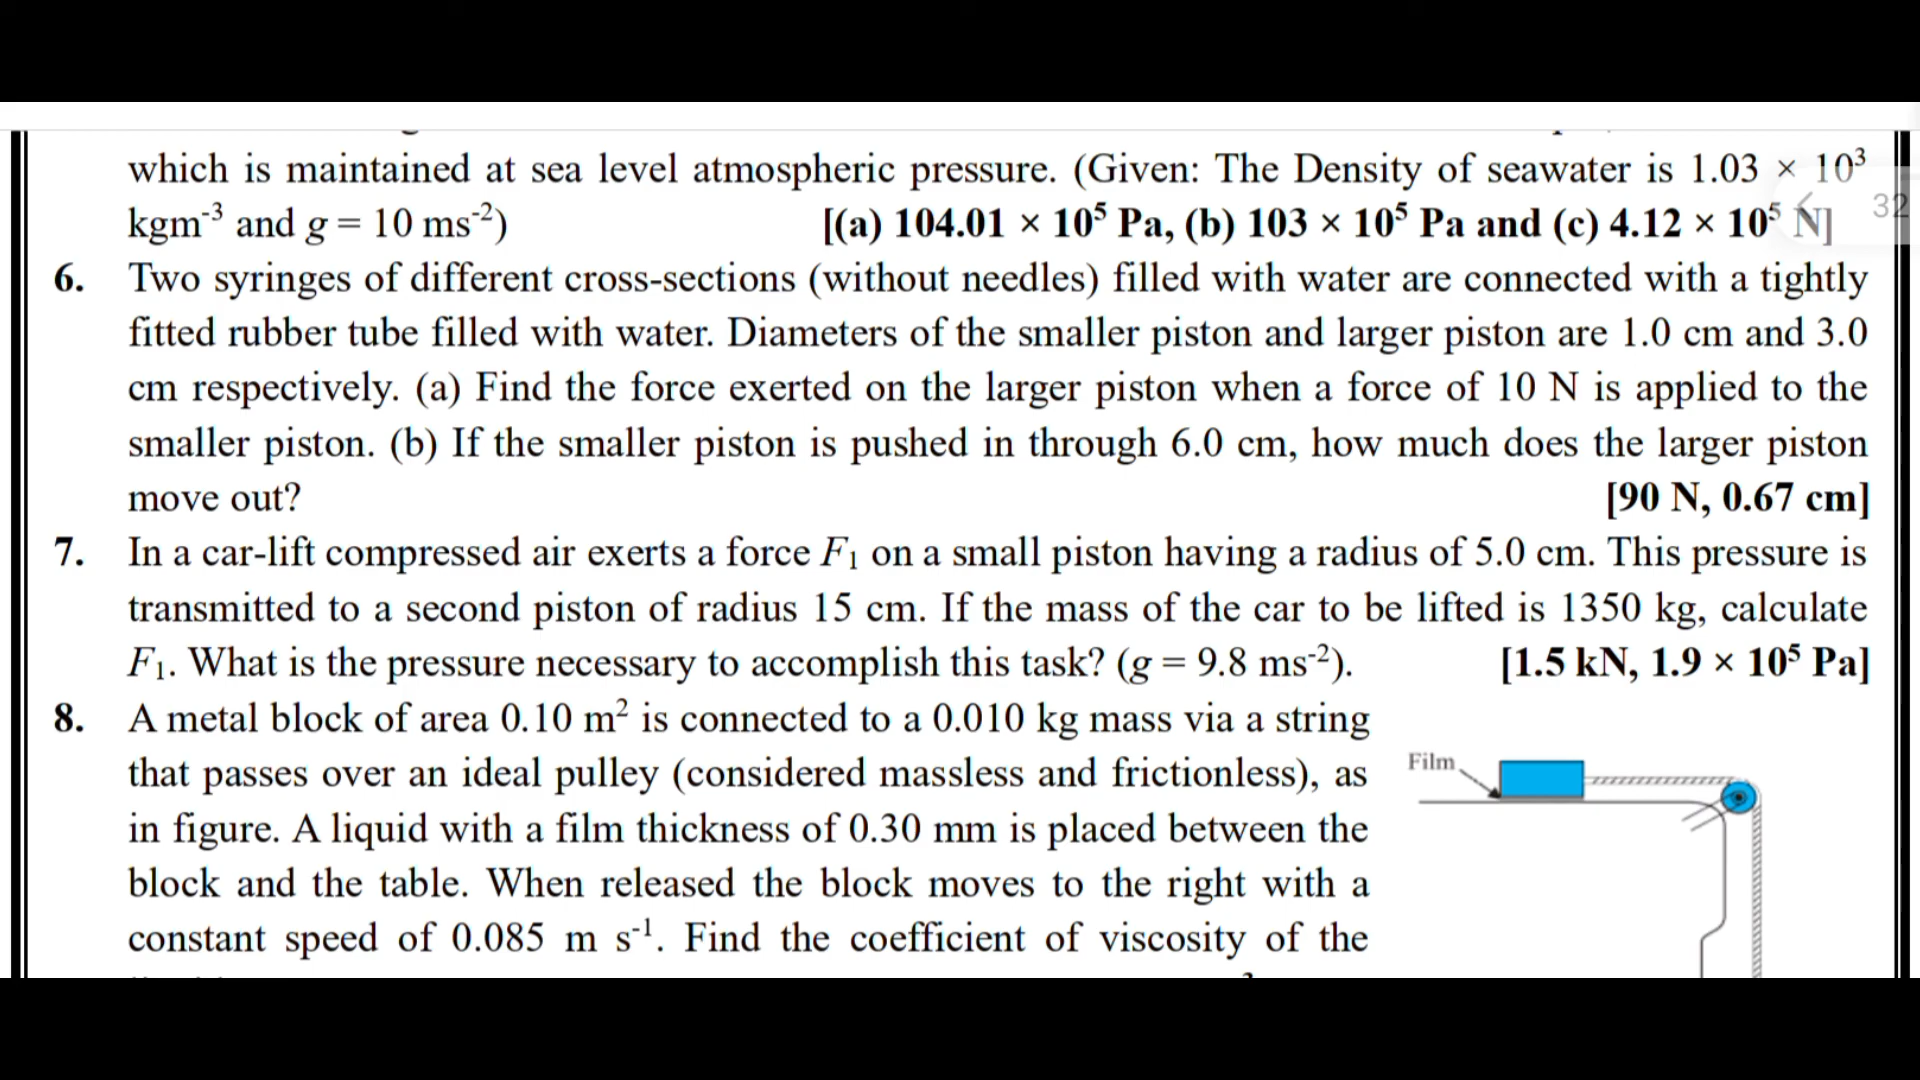 which is maintained at sea level atmospheric pressure. (Given: The Density of seawater is 1.03 × 10³
kgm⁻³ and g = 10 ms⁻²) [(a) 104.01 × 10⁵ Pa, (b) 103 × 10⁵ Pa and (c) 4.12 × 10⁵ N]
32
6. Two syringes of different cross-sections (without needles) filled with water are connected with a tightly
fitted rubber tube filled with water. Diameters of the smaller piston and larger piston are 1.0 cm and 3.0
cm respectively. (a) Find the force exerted on the larger piston when a force of 10 N is applied to the
smaller piston. (b) If the smaller piston is pushed in through 6.0 cm, how much does the larger piston
move out? [90 N, 0.67 cm]
7. In a car-lift compressed air exerts a force F₁ on a small piston having a radius of 5.0 cm. This pressure is
transmitted to a second piston of radius 15 cm. If the mass of the car to be lifted is 1350 kg, calculate
F₁. What is the pressure necessary to accomplish this task? (g = 9.8 ms⁻²). [1.5 kN, 1.9 × 10⁵ Pa]
8. A metal block of area 0.10 m² is connected to a 0.010 kg mass via a string
that passes over an ideal pulley (considered massless and frictionless), as
in figure. A liquid with a film thickness of 0.30 mm is placed between the
block and the table. When released the block moves to the right with a
constant speed of 0.085 m s⁻¹. Find the coefficient of viscosity of the
Film